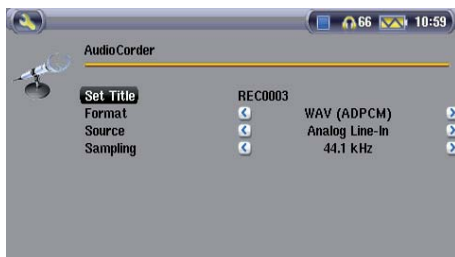 66 10:59
AudioCorder
Set Title REC0003
Format WAV (ADPCM)
Source Analog Line-In
Sampling 44.1 kHz